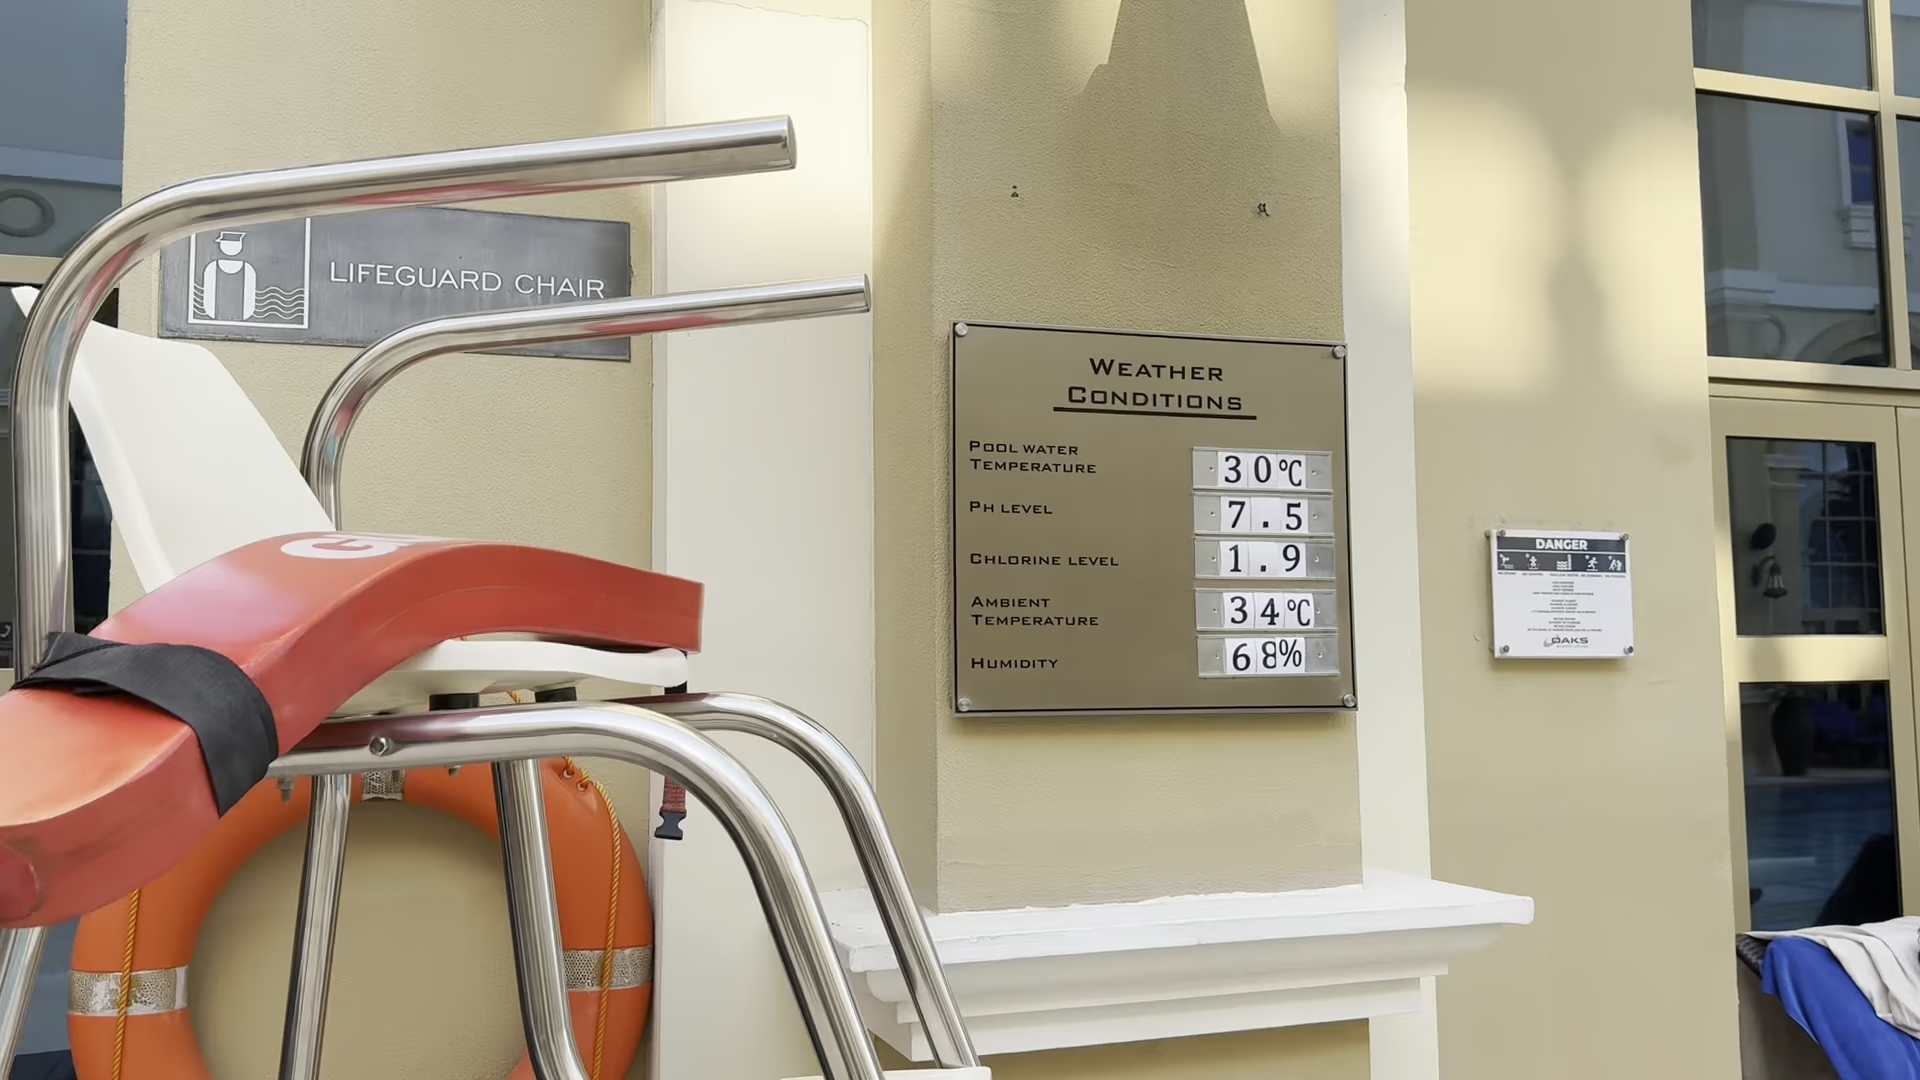 LIFEGUARD CHAIR
WEATHER
CONDITIONS
POOL WATER
TEMPERATURE
30°C
PH LEVEL
7.5
CHLORINE LEVEL
1.9
AMBIENT
TEMPERATURE
34°C
HUMIDITY
68%
DANGER
OAKS